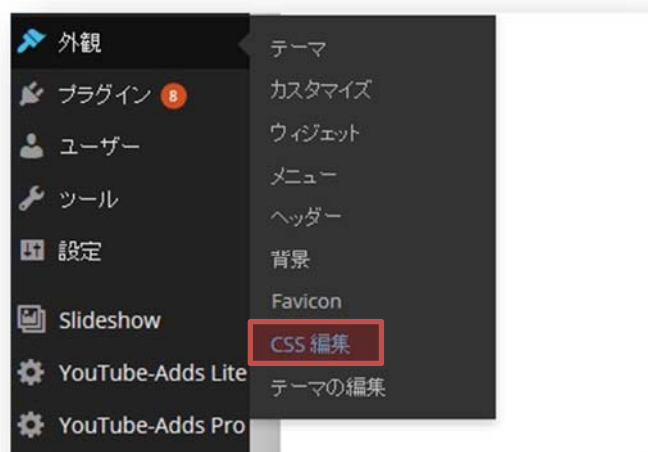 外観
プラグイン 8
ユーザー
ツール
設定
Slideshow
YouTube-Adds Lite
YouTube-Adds Pro
テーマ
カスタマイズ
ウィジェット
メニュー
ヘッダー
背景
Favicon
CSS 編集
テーマの編集